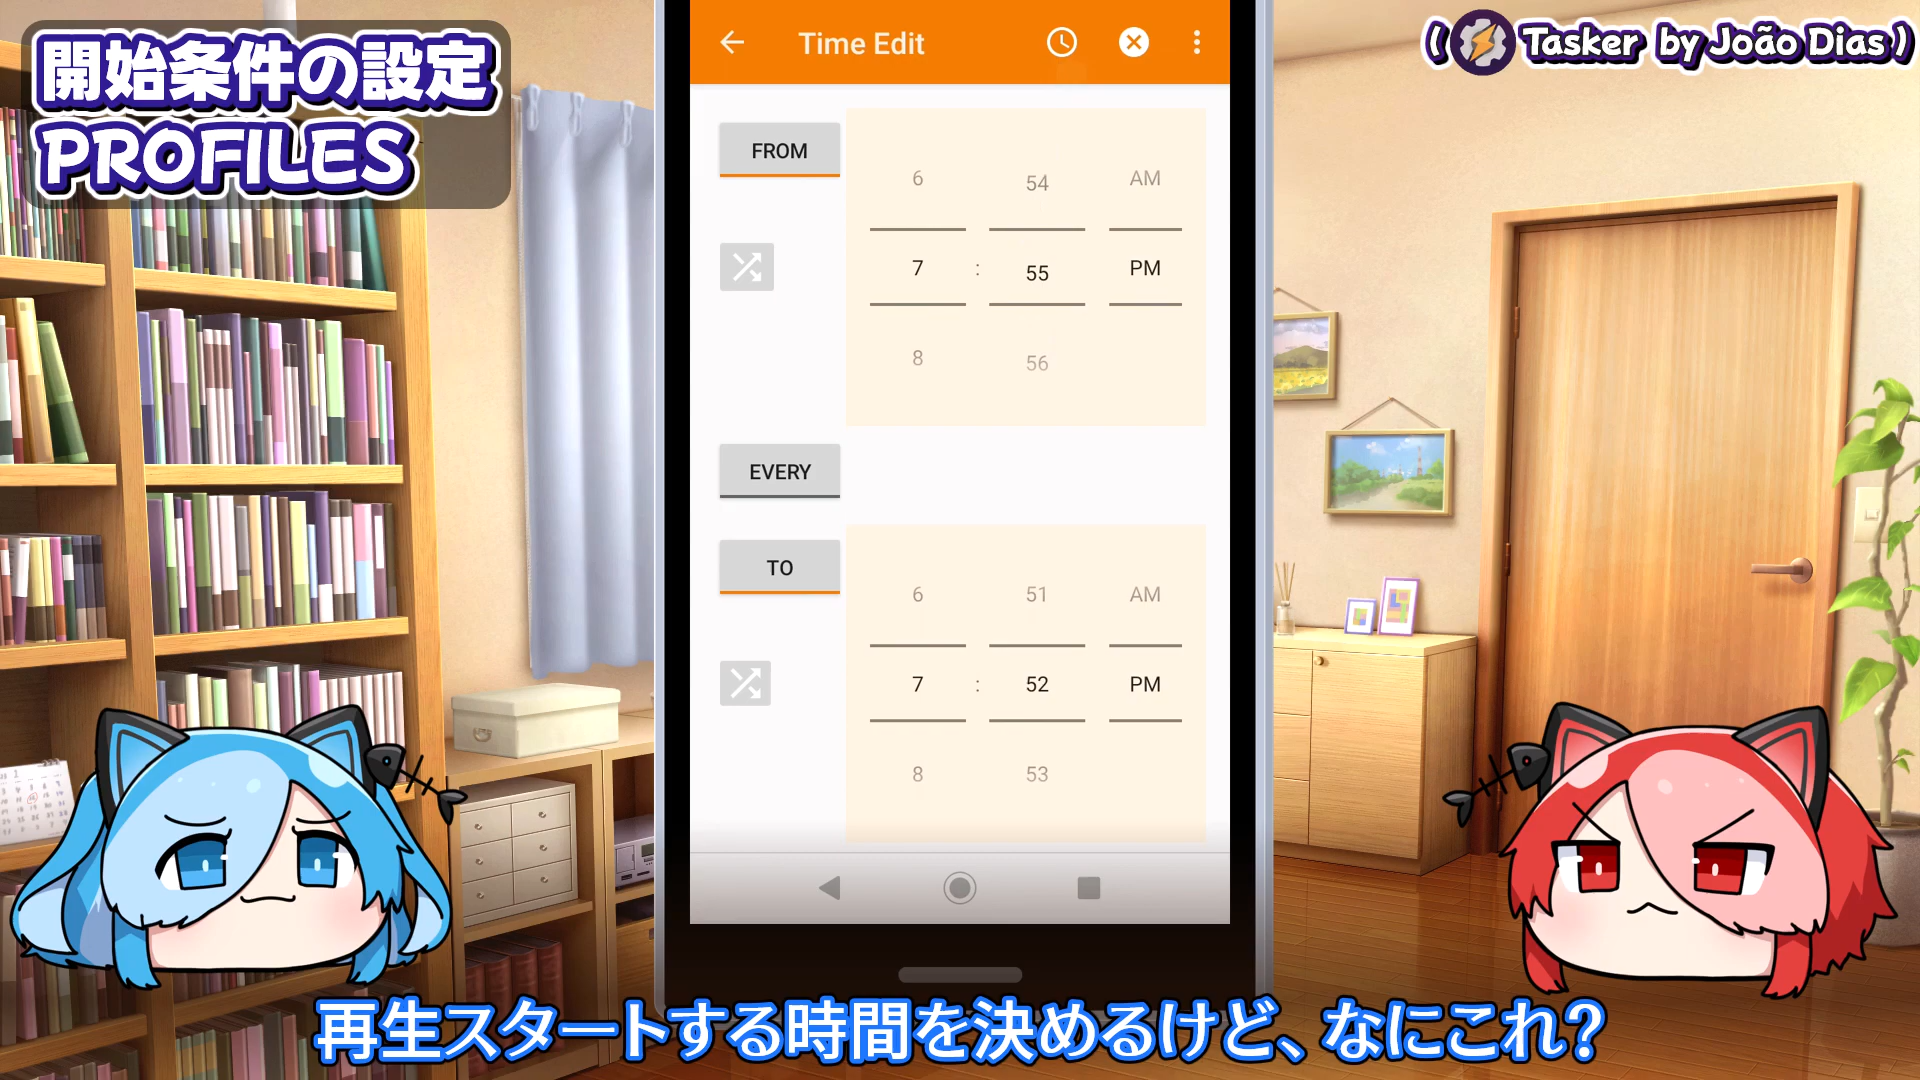 開始条件の設定
PROFILES
( Tasker by João Dias )
Time Edit
FROM
6 54 AM
7 : 55 PM
8 56
EVERY
TO
6 51 AM
7 : 52 PM
8 53
再生スタートする時間を決めるけど、なにこれ？